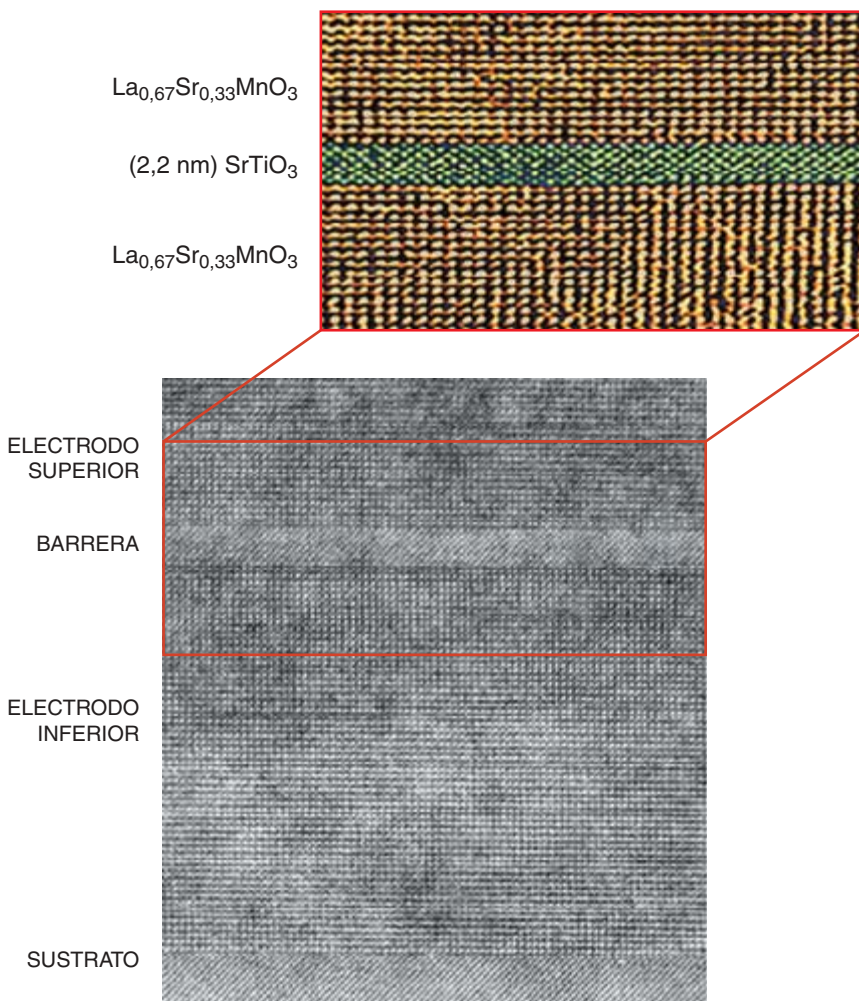 La0,67Sr0,33MnO3
(2,2 nm) SrTiO3
La0,67Sr0,33MnO3
ELECTRODO
SUPERIOR
BARRERA
ELECTRODO
INFERIOR
SUSTRATO